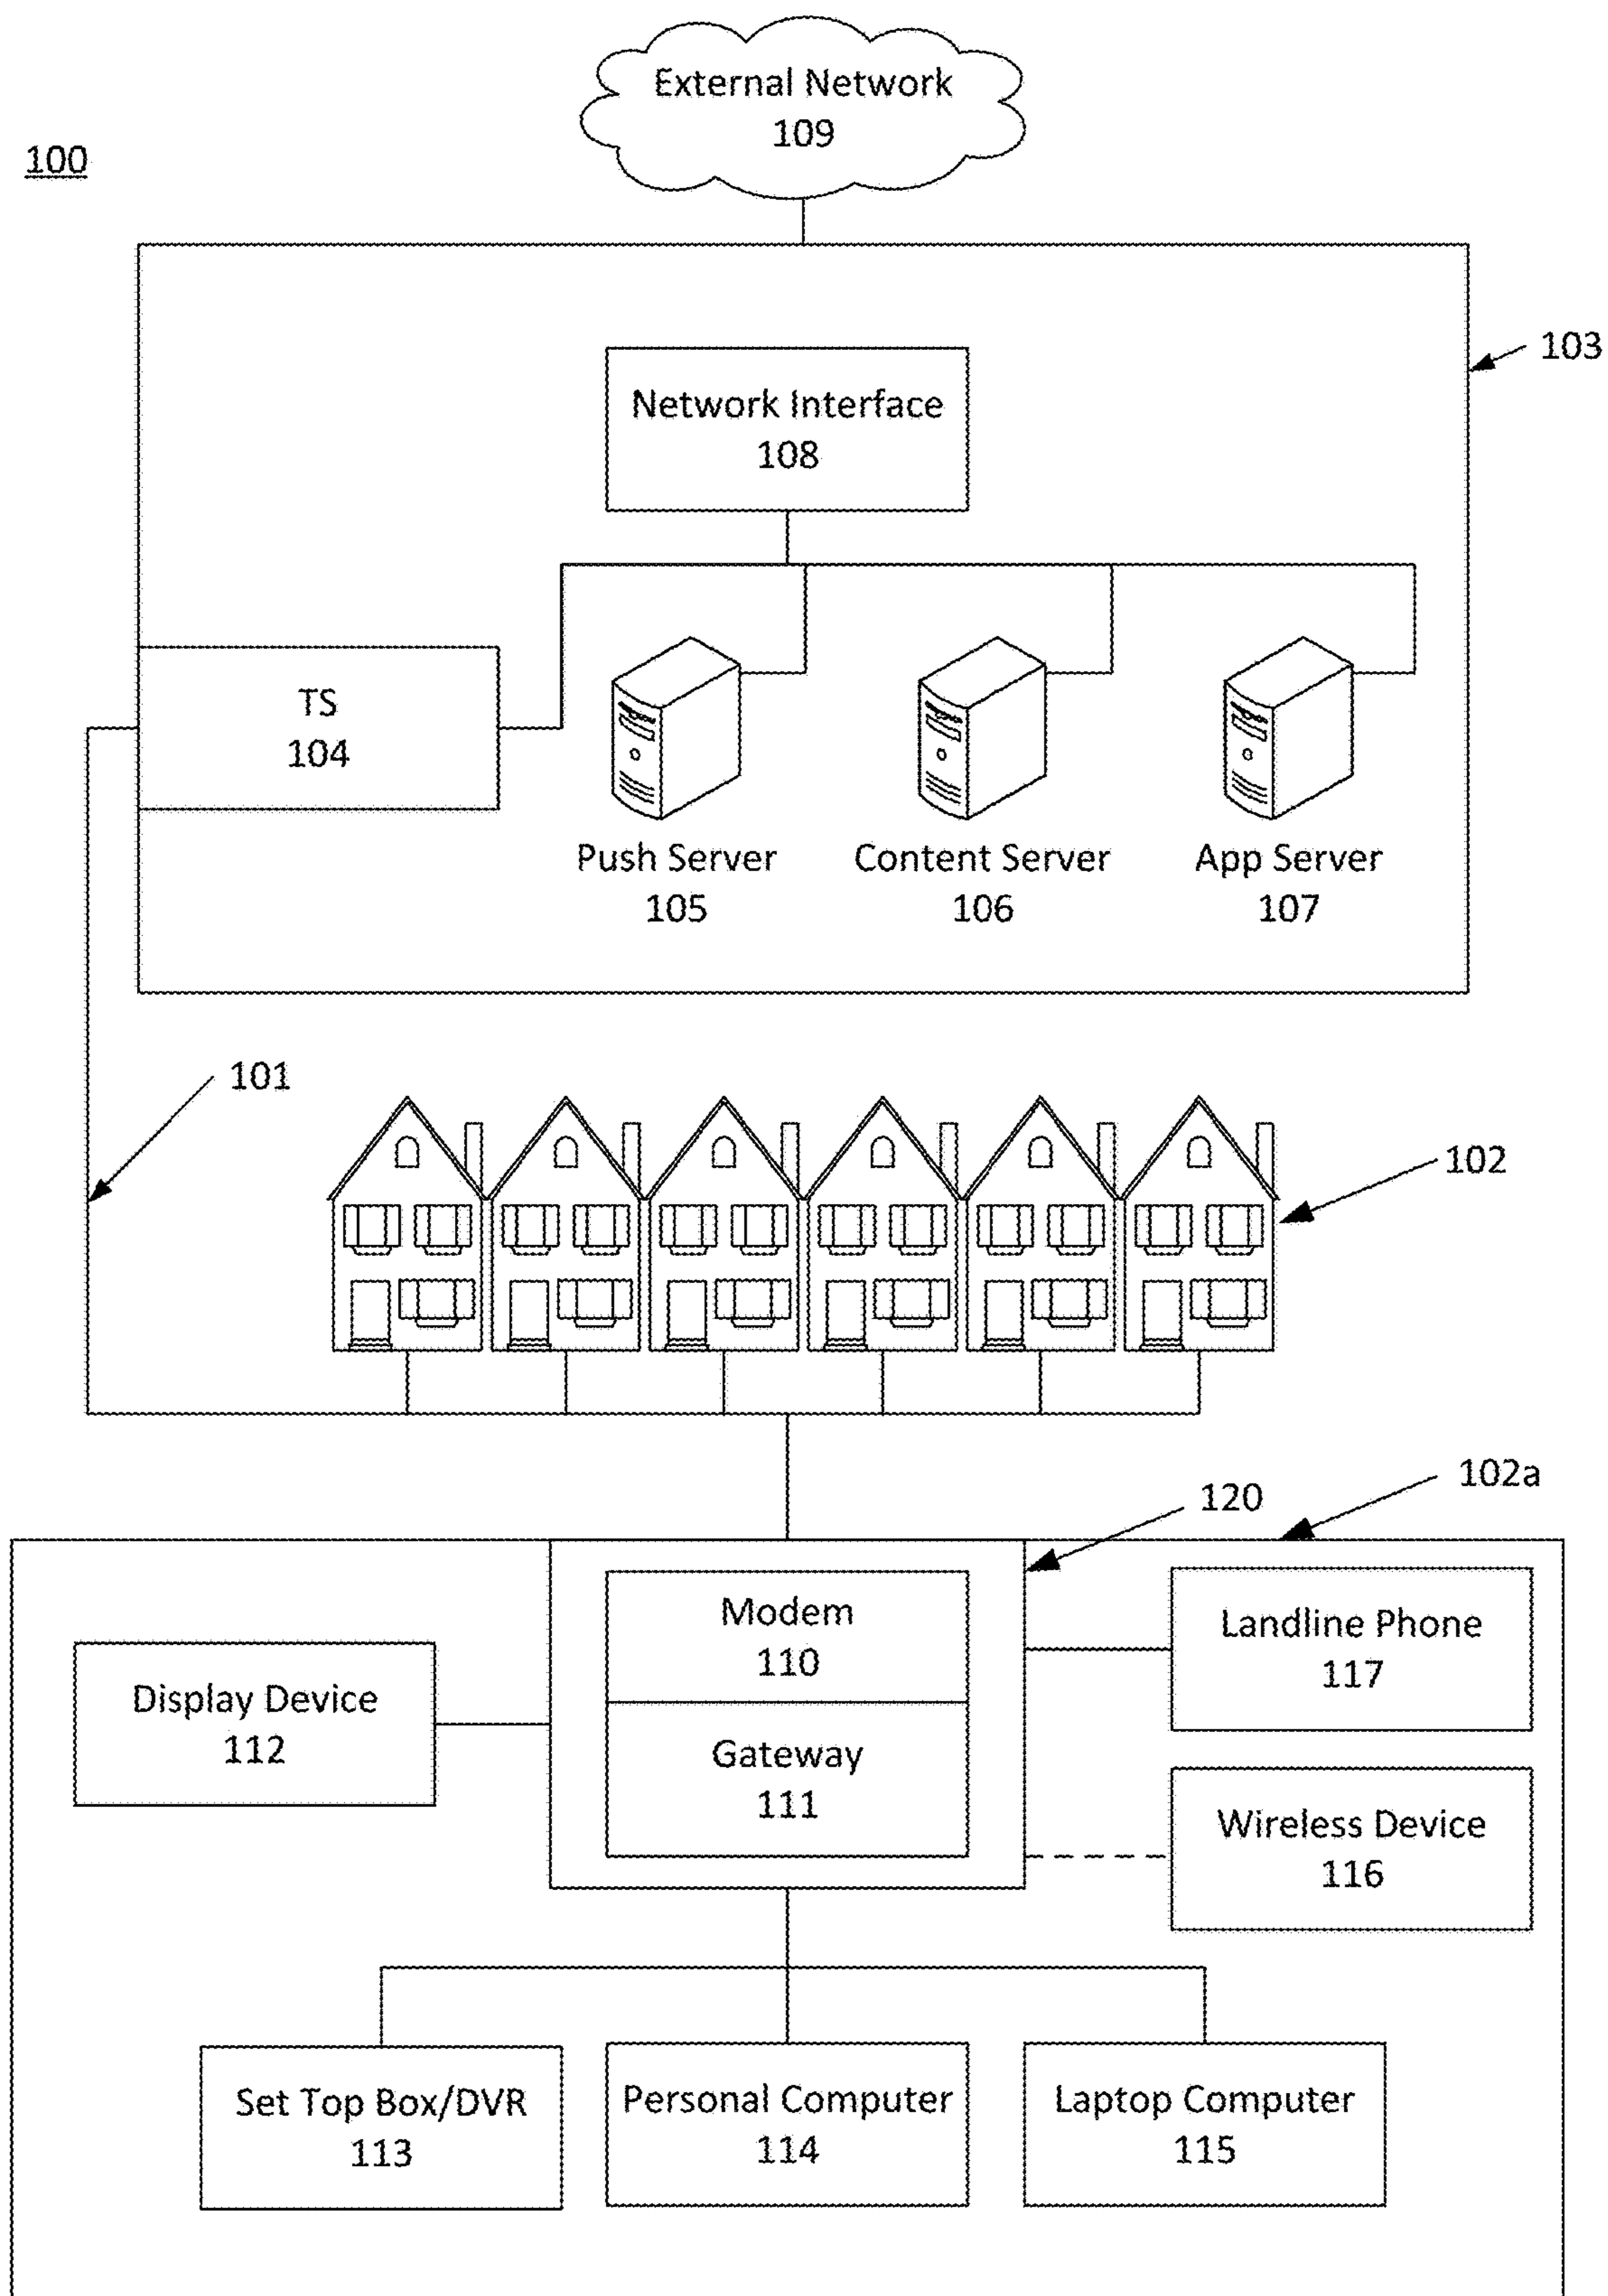 External Network
109
100
103
Network Interface
108
TS
104
Push Server
105
Content Server
106
App Server
107
101
102
102a
120
Modem
110
Landline Phone
117
Display Device
112
Gateway
111
Wireless Device
116
Set Top Box/DVR
113
Personal Computer
114
Laptop Computer
115